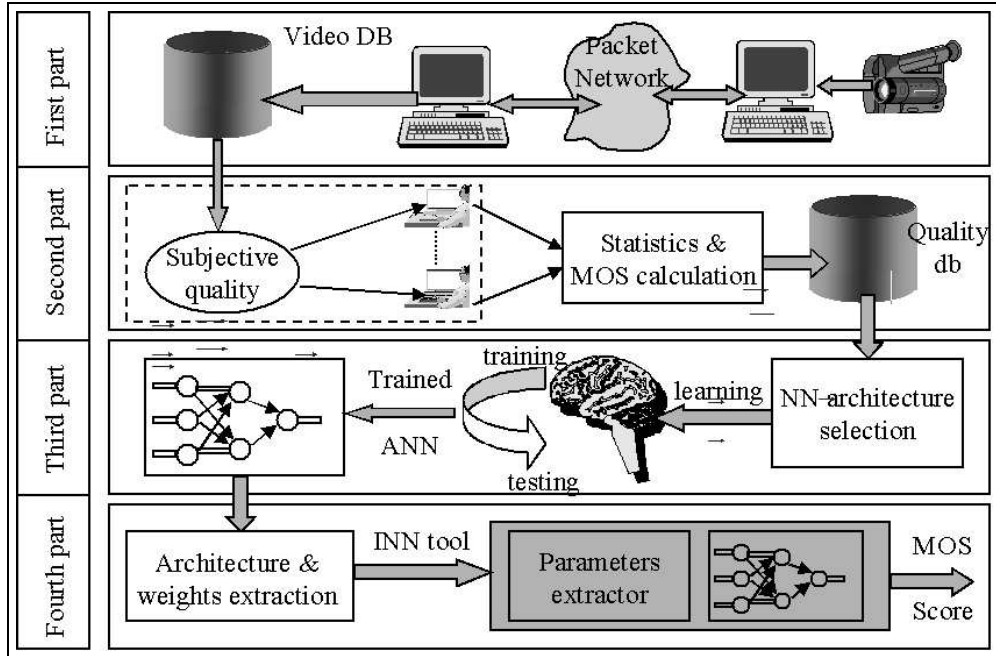 First part
Video DB
Packet
Network
Second part
Subjective
quality
Statistics &
MOS calculation
Quality
db
Third part
Trained
ANN
training
testing
learning
NN-architecture
selection
Fourth part
Architecture &
weights extraction
INN tool
Parameters
extractor
MOS
Score